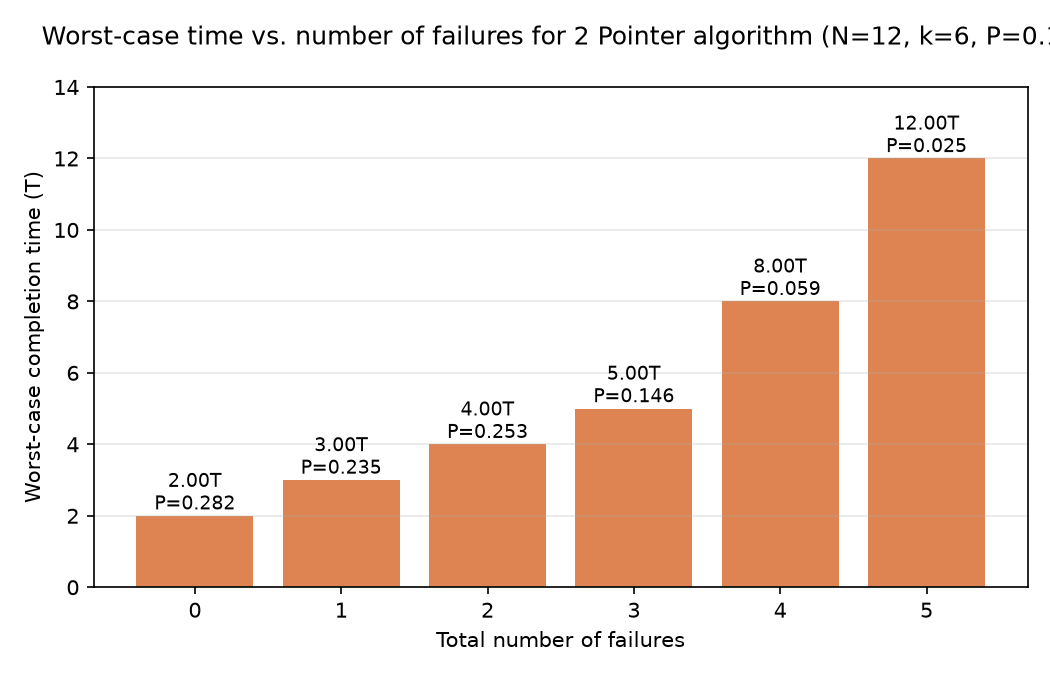 Worst-case time vs. number of failures for 2 Pointer algorithm (N=12, k=6,
14
12
10
8
6
4
2
0
Worst-case completion time (T)
2.00T
P=0.282
3.00T
P=0.235
4.00T
P=0.253
5.00T
P=0.146
8.00T
P=0.059
12.00T
P=0.025
0
1
2
3
4
5
Total number of failures